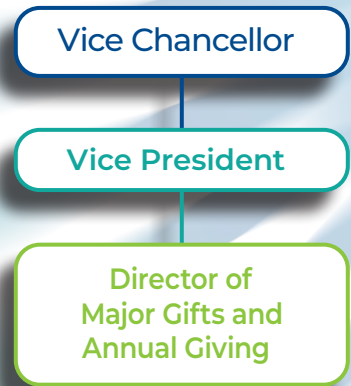 Vice Chancellor
Vice President
Director of
Major Gifts and
Annual Giving